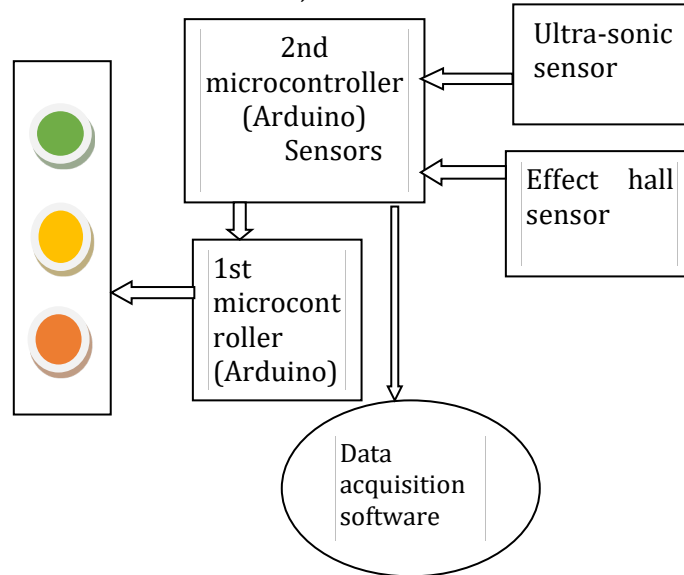 2nd
microcontroller
(Arduino)
Sensors
Ultra-sonic
sensor
Effect hall
sensor
1st
microcont
roller
(Arduino)
Data
acquisition
software